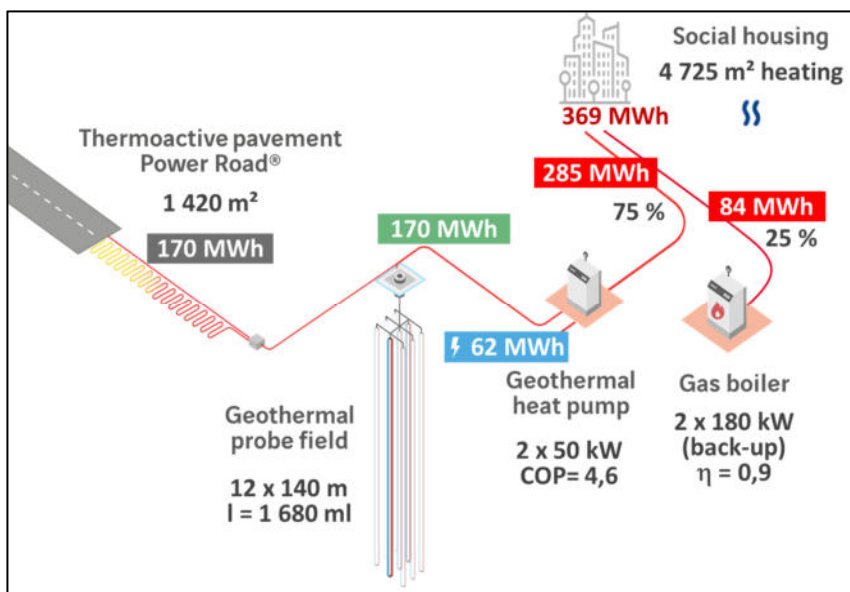 Social housing
4 725 m² heating
369 MWh
Thermoactive pavement
Power Road®
1 420 m²
170 MWh
170 MWh
285 MWh
75 %
84 MWh
25 %
62 MWh
Geothermal
probe field
12 x 140 m
l = 1 680 ml
Geothermal
heat pump
2 x 50 kW
COP= 4,6
Gas boiler
2 x 180 kW
(back-up)
η = 0,9